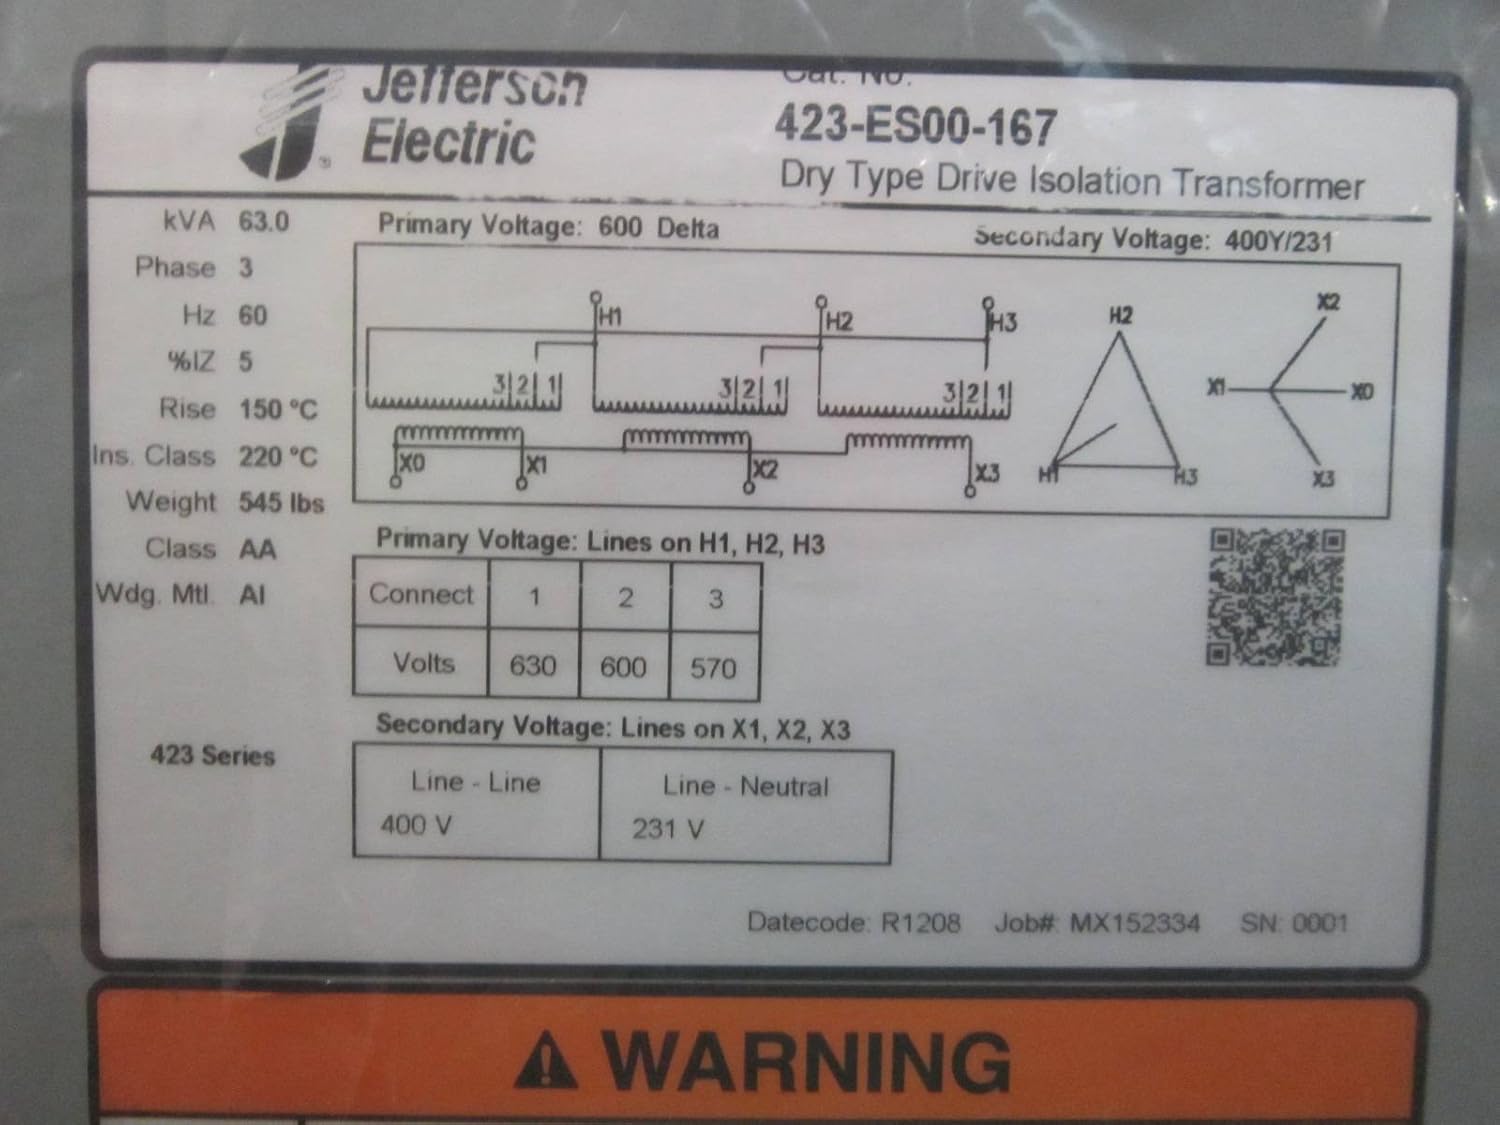 Jefferson
Electric
®
Cat. No.
423-ES00-167
Dry Type Drive Isolation Transformer
kVA 63.0
Phase 3
Hz 60
%IZ 5
Rise 150 °C
Ins. Class 220 °C
Weight 545 lbs
Class AA
Wdg. Mtl. Al
423 Series
Primary Voltage: 600 Delta
Secondary Voltage: 400Y/231
H1 H2 H3
3 2 1 3 2 1 3 2 1
X0 X1 X2 X3
H2
H1 H3
X2
X1 X0
X3
Primary Voltage: Lines on H1, H2, H3
Connect 1 2 3
Volts 630 600 570
Secondary Voltage: Lines on X1, X2, X3
Line - Line Line - Neutral
400 V 231 V
Datecode: R1208 Job#: MX152334 SN: 0001
WARNING